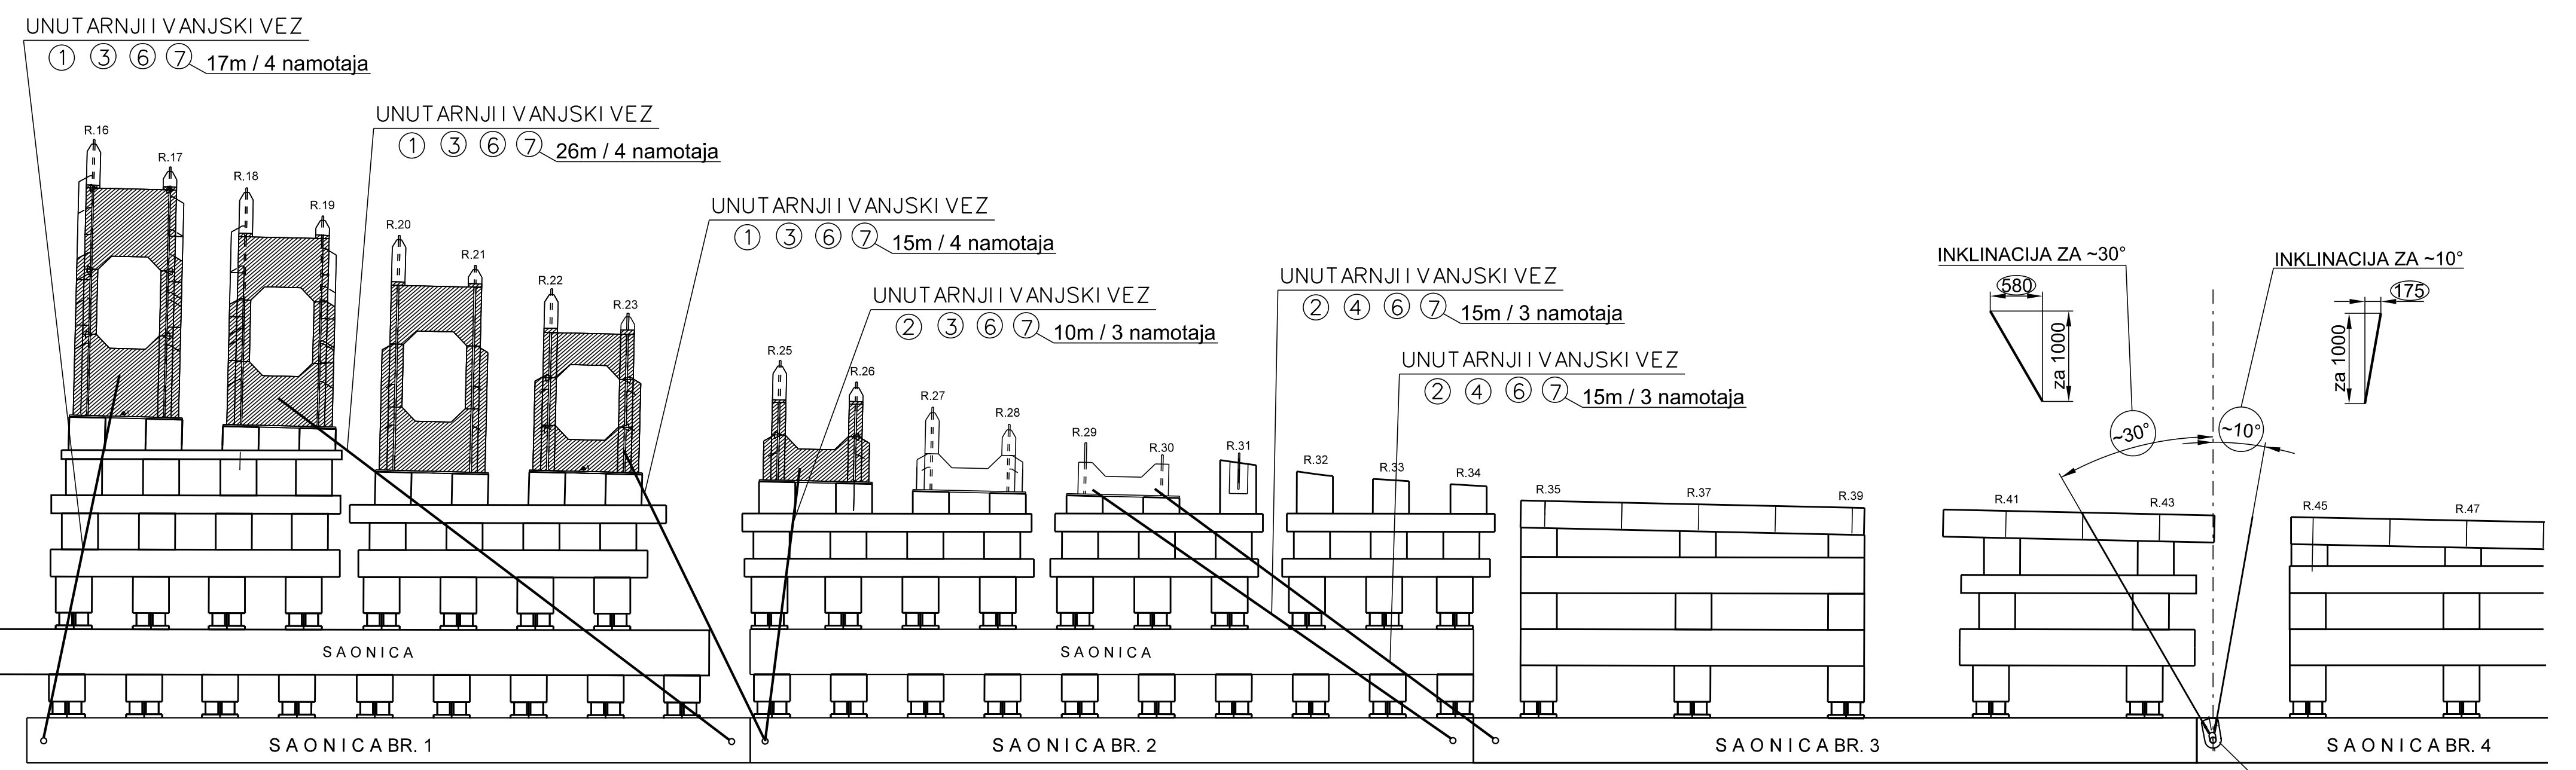 UNUTARNJI I VANJSKI VEZ
1 3 6 7 17m / 4 namotaja
UNUTARNJI I VANJSKI VEZ
1 3 6 7 26m / 4 namotaja
UNUTARNJI I VANJSKI VEZ
1 3 6 7 15m / 4 namotaja
UNUTARNJI I VANJSKI VEZ
2 3 6 7 10m / 3 namotaja
UNUTARNJI I VANJSKI VEZ
2 4 6 7 15m / 3 namotaja
UNUTARNJI I VANJSKI VEZ
2 4 6 7 15m / 3 namotaja
INKLINACIJA ZA ~30°
580
za 1000
INKLINACIJA ZA ~10°
175
za 1000
~30°
~10°
R.16
R.17
R.18
R.19
R.20
R.21
R.22
R.23
R.25
R.26
R.27
R.28
R.29
R.30
R.31
R.32
R.33
R.34
R.35
R.37
R.39
R.41
R.43
R.45
R.47
SAONICA
SAONICA
SAONICA BR. 1
SAONICA BR. 2
SAONICA BR. 3
SAONICA BR. 4